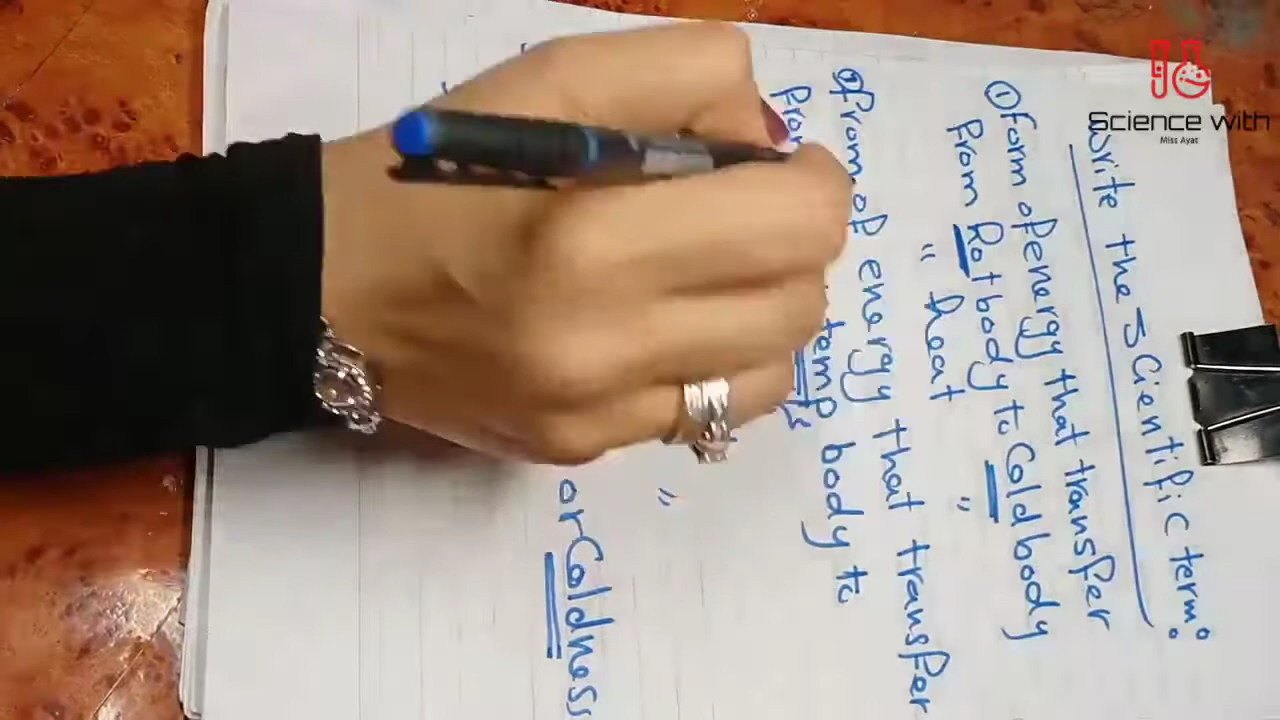 Science with
Miss Ayat
write the scientific term:
① Form of energy that transfer
From hot body to Cold body
" heat "
② From of energy that transfer
From temp body to
"
or Coldness